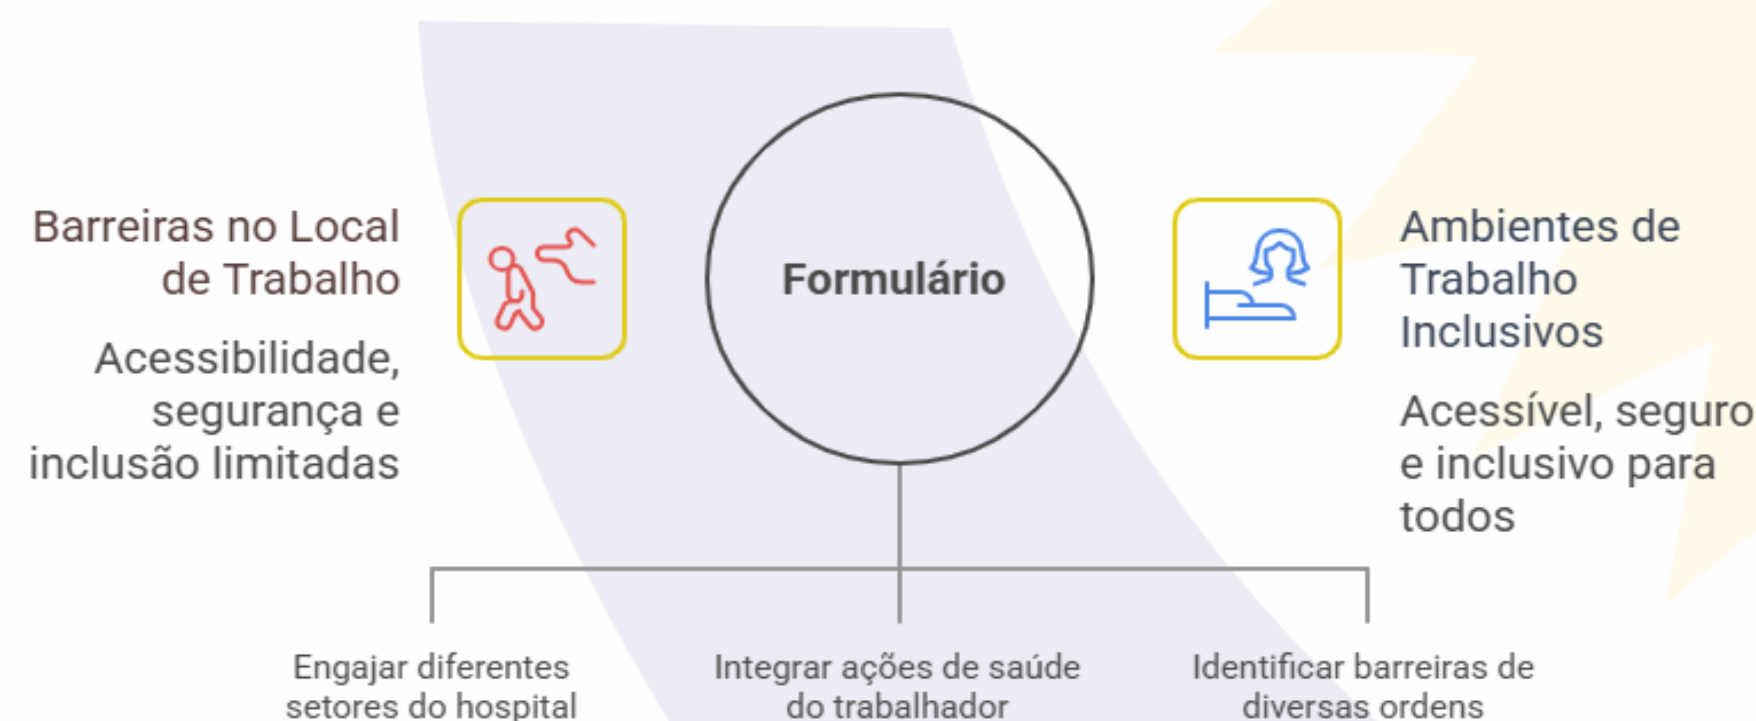 Barreiras no Local
de Trabalho
Acessibilidade,
segurança e
inclusão limitadas
Formulário
Ambientes de
Trabalho
Inclusivos
Acessível, seguro
e inclusivo para
todos
Engajar diferentes
setores do hospital
Integrar ações de saúde
do trabalhador
Identificar barreiras de
diversas ordens